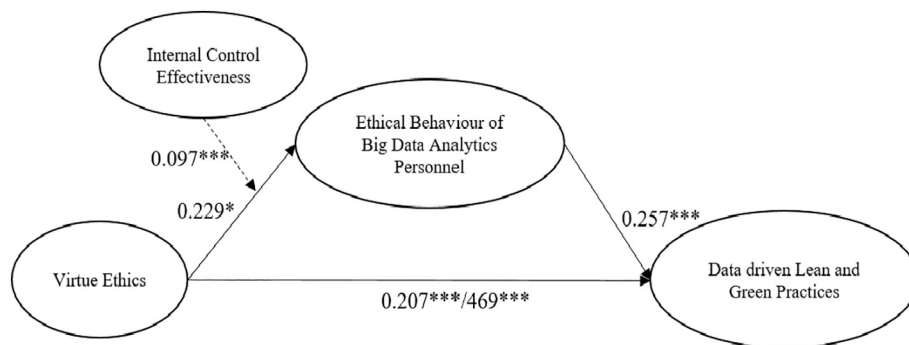 Internal Control
Effectiveness
Ethical Behaviour of
Big Data Analytics
Personnel
0.097***
0.229*
0.257***
Virtue Ethics
Data driven Lean and
Green Practices
0.207***/469***